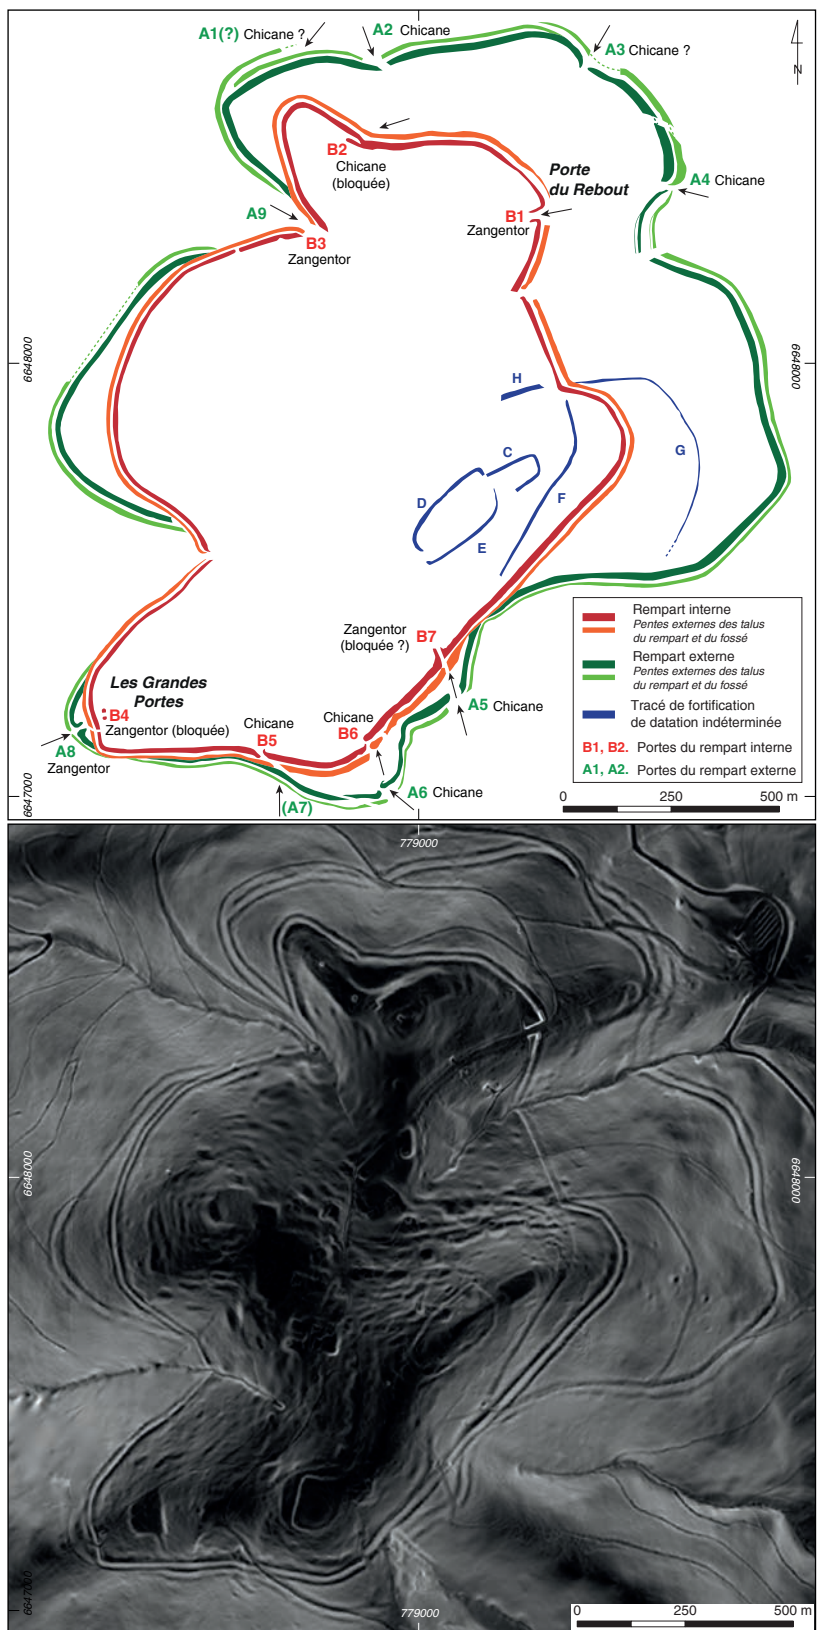 A1(?) Chicane ?
A2 Chicane
A3 Chicane ?
N
B2
Chicane
(bloquée)
Porte
du Rebout
A4 Chicane
A9
B1
Zangentor
B3
Zangentor
6648000
6648000
H
G
C
D
F
E
Zangentor
(bloquée ?)
B7
Les Grandes
Portes
B4
Zangentor (bloquée)
A8
Zangentor
Chicane
B5
Chicane
B6
A5 Chicane
A6 Chicane
(A7)
6647000
Rempart interne
Pentes externes des talus
du rempart et du fossé
Rempart externe
Pentes externes des talus
du rempart et du fossé
Tracé de fortification
de datation indéterminée
B1, B2. Portes du rempart interne
A1, A2. Portes du rempart externe
0 250 500 m
779000
6648000
6648000
6647000
779000
0 250 500 m